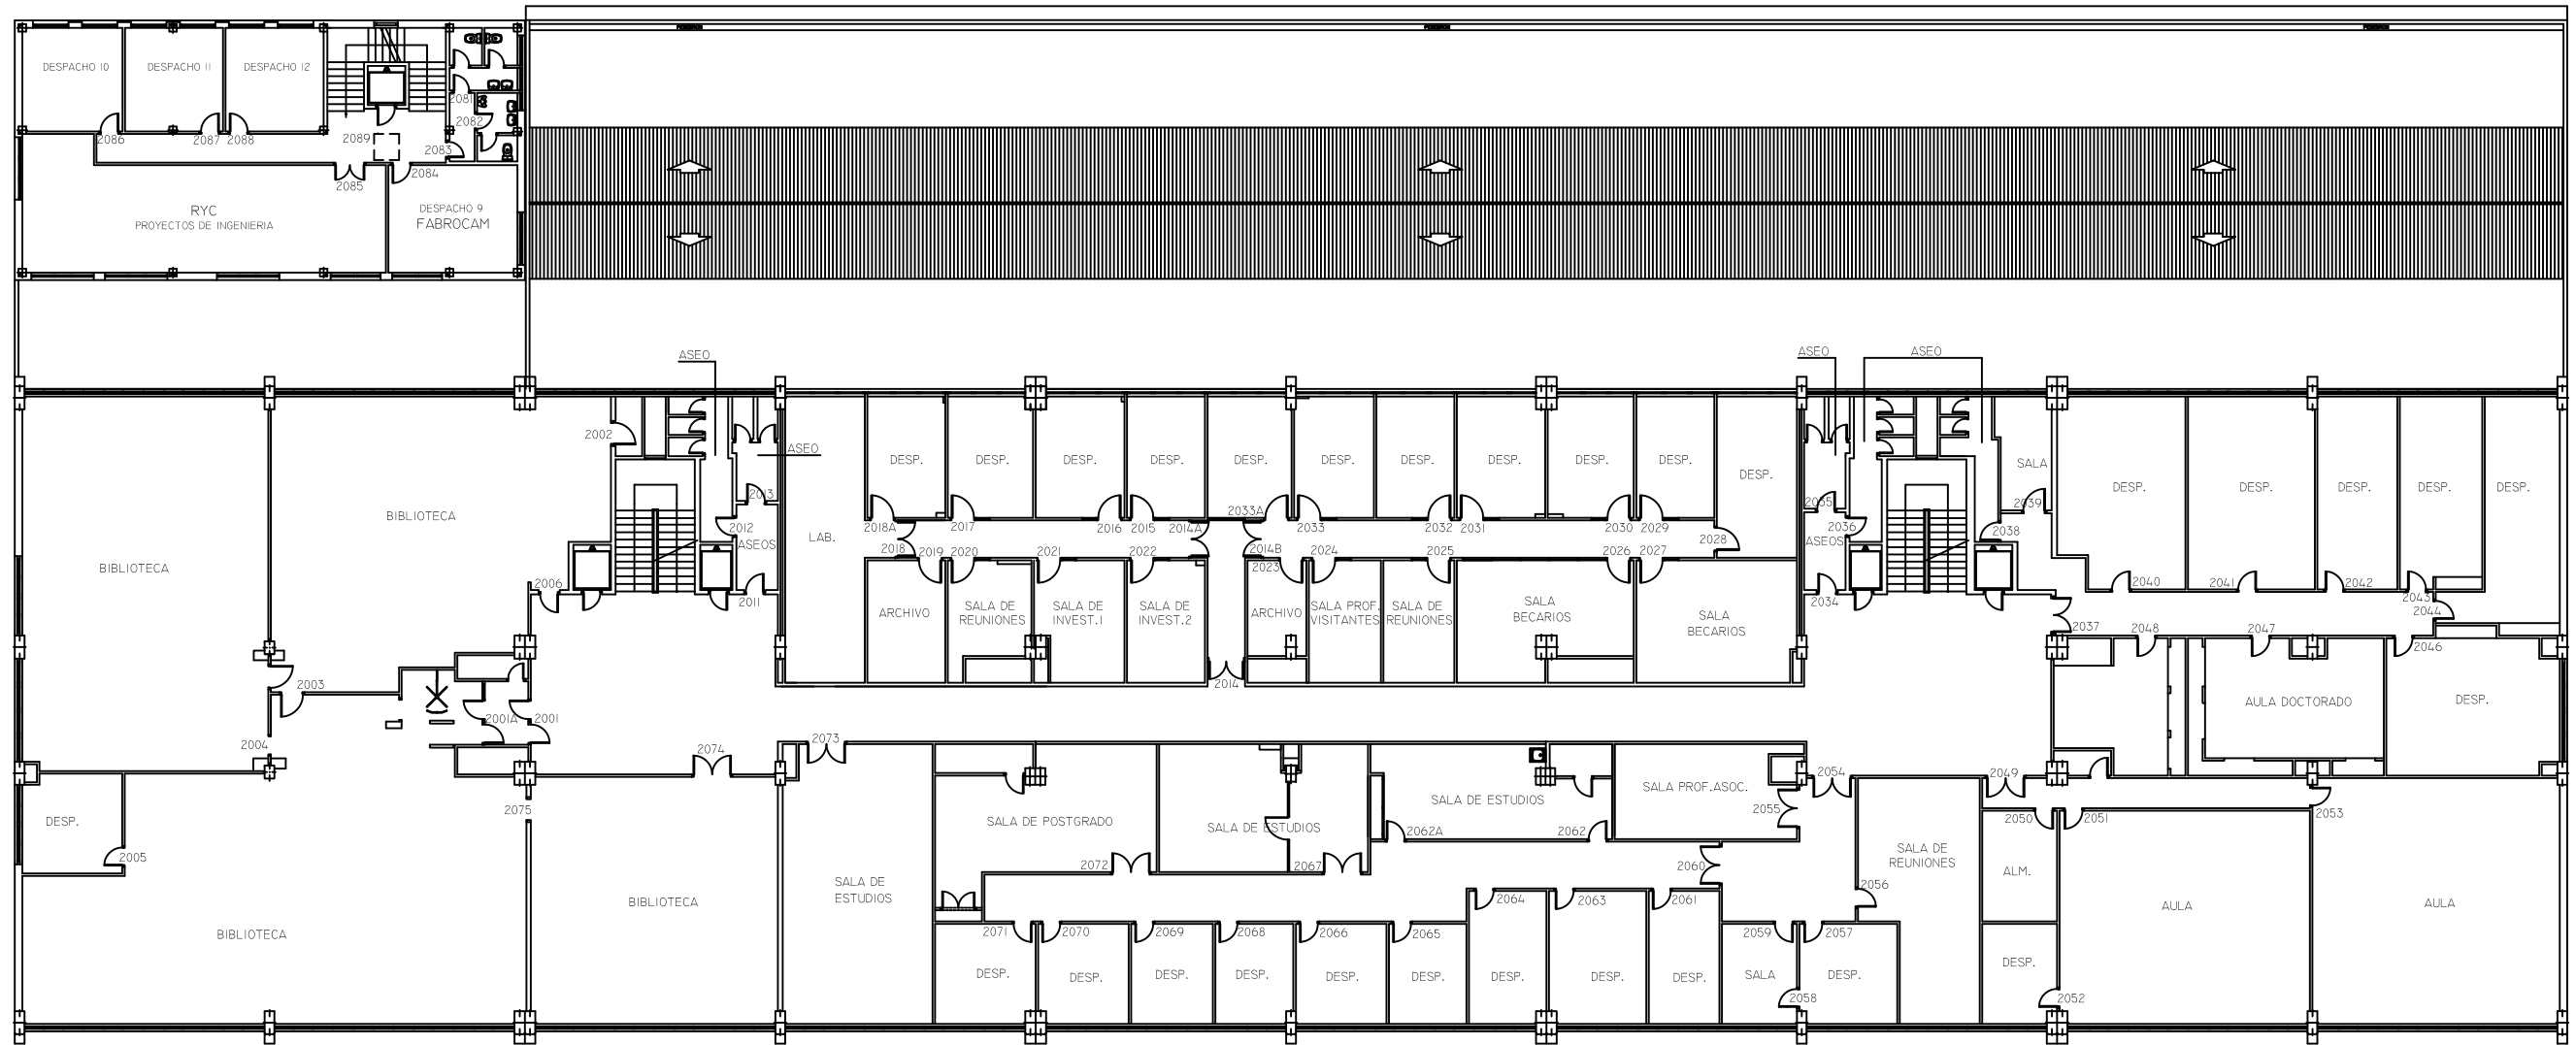 DESPACHO 10
DESPACHO 11
DESPACHO 12
2081
2082
2083
2086
2087
2088
2089
2084
2085
RYC
PROYECTOS DE INGENIERIA
DESPACHO 9
FABROCAM
ASEO
ASEO
ASEO
2002
ASEO
BIBLIOTECA
BIBLIOTECA
2013
2012
ASEOS
2006
2011
LAB.
DESP.
DESP.
DESP.
DESP.
DESP.
DESP.
DESP.
DESP.
DESP.
DESP.
DESP.
2018A
2017
2016
2015
2014A
2033A
2033
2032
2031
2030
2029
2028
2018
2019
2020
2021
2022
2014B
2023
2024
2025
2026
2027
ARCHIVO
SALA DE
REUNIONES
SALA DE
INVEST.1
SALA DE
INVEST.2
ARCHIVO
SALA PROF.
VISITANTES
SALA DE
REUNIONES
SALA
BECARIOS
SALA
BECARIOS
2014
2035
2036
ASEOS
2034
SALA
2039
2038
2037
DESP.
DESP.
DESP.
DESP.
DESP.
2040
2041
2042
2043
2044
2048
2047
2046
AULA DOCTORADO
DESP.
2003
2004
2001A
2001
2074
2073
2075
DESP.
2005
BIBLIOTECA
BIBLIOTECA
SALA DE
ESTUDIOS
SALA DE POSTGRADO
2072
SALA DE ESTUDIOS
2067
SALA DE ESTUDIOS
2062A
2062
SALA PROF.ASOC.
2055
2054
2049
2060
2056
SALA DE
REUNIONES
2050
2051
2053
ALM.
AULA
AULA
2071
2070
2069
2068
2066
2065
2064
2063
2061
2059
2057
DESP.
DESP.
DESP.
DESP.
DESP.
DESP.
DESP.
DESP.
DESP.
SALA
DESP.
2058
DESP.
2052